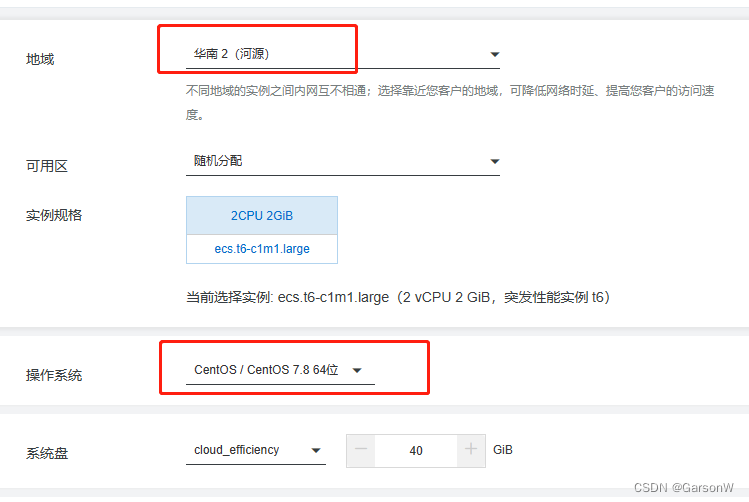 地域
华南 2（河源）
不同地域的实例之间内网互不相通；选择靠近您客户的地域，可降低网络时延、提高您客户的访问速
度。
可用区
随机分配
实例规格
2CPU 2GiB
ecs.t6-c1m1.large
当前选择实例: ecs.t6-c1m1.large（2 vCPU 2 GiB，突发性能实例 t6）
操作系统
CentOS / CentOS 7.8 64位
系统盘
cloud_efficiency
40
GiB
CSDN @GarsonW